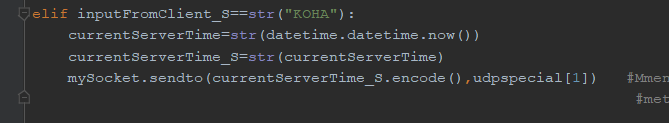 elif inputFromClient_S==str("KOHA"):
currentServerTime=str(datetime.datetime.now())
currentServerTime_S=str(currentServerTime)
mySocket.sendto(currentServerTime_S.encode(),udpspecial[1]) #Mmen
#met